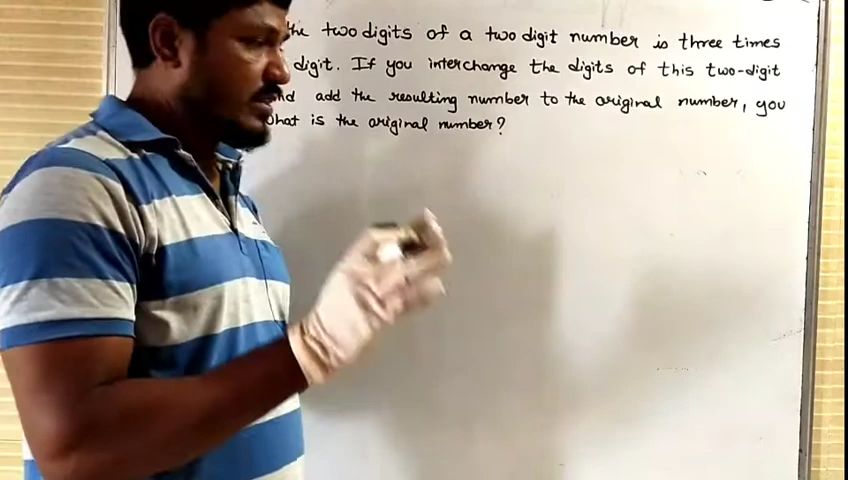 the two digits of a two digit number is three times
digit. If you interchange the digits of this two-digit
and add the resulting number to the original number, you
what is the original number?